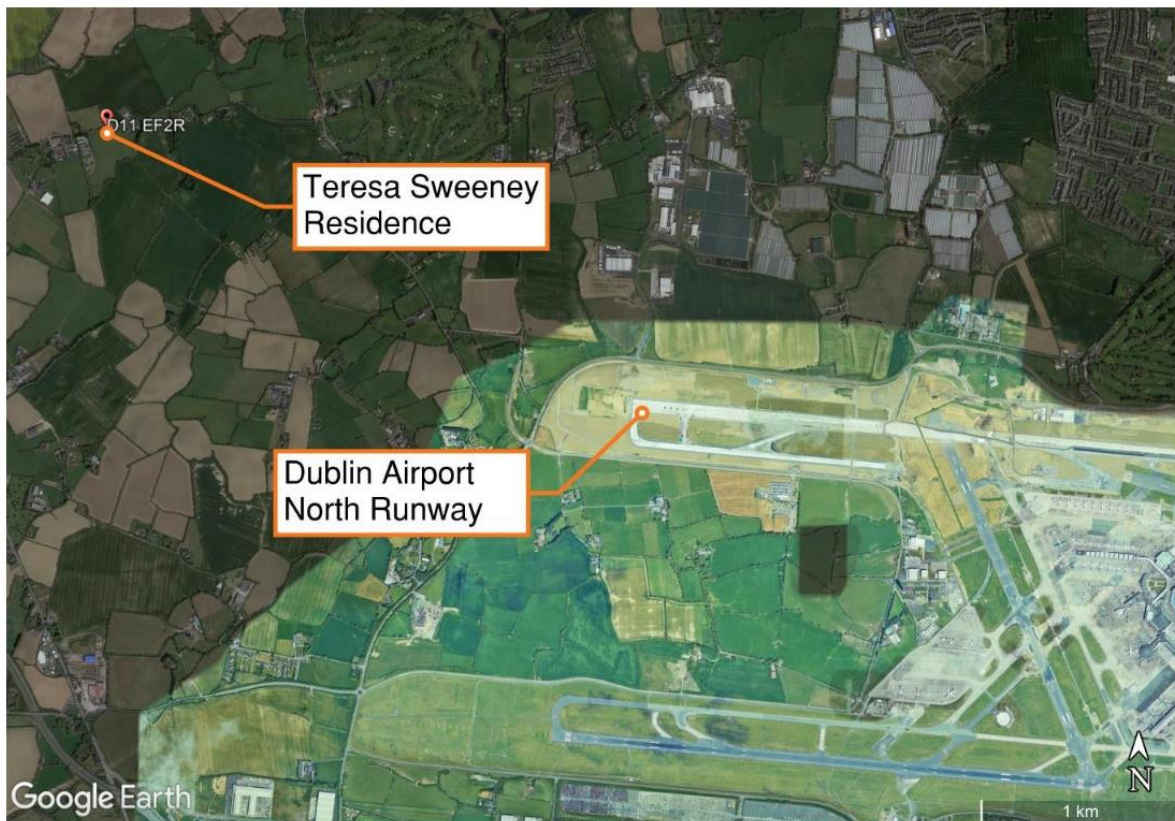 D11 EF2R
Teresa Sweeney
Residence
Dublin Airport
North Runway
Google Earth
N
1 km